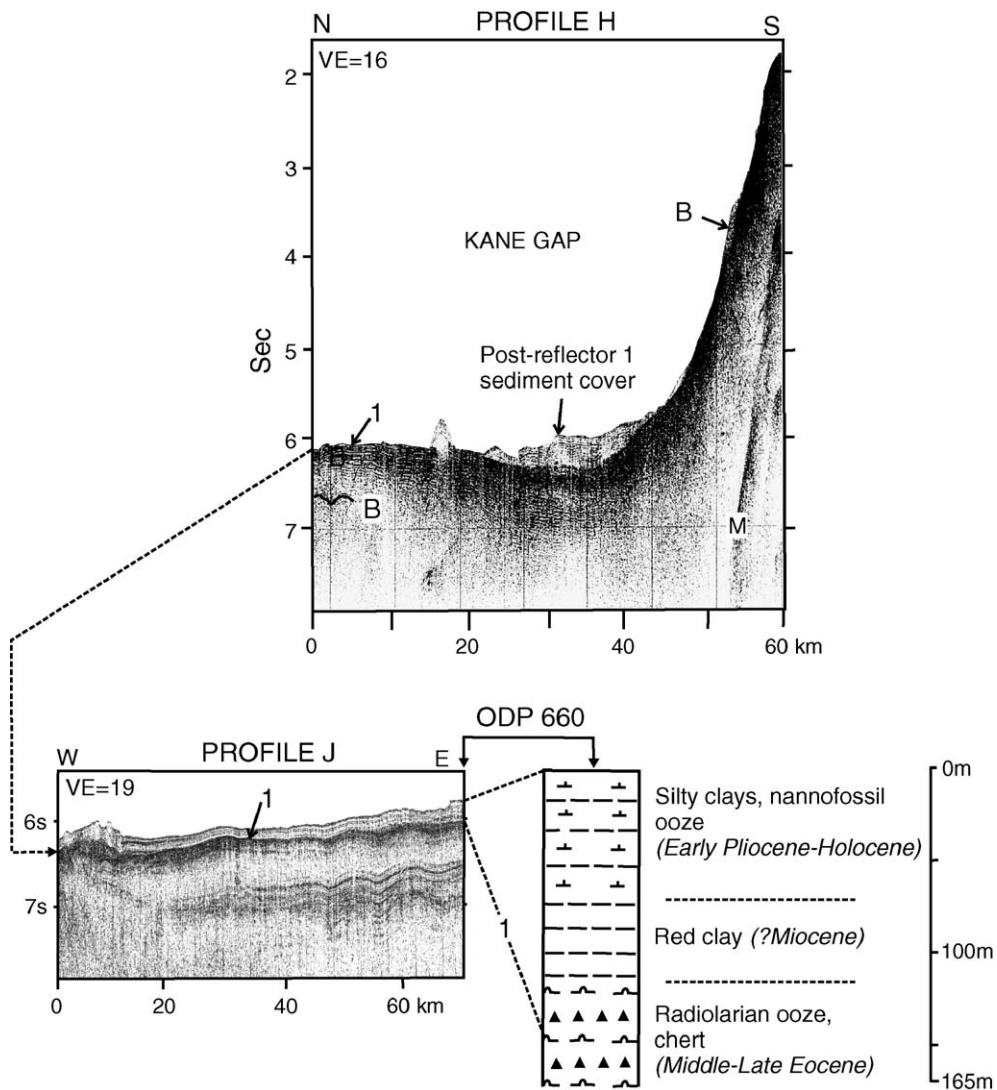 N PROFILE H S
VE=16
2
3
B
KANE GAP
4
Sec
5
Post-reflector 1
sediment cover
1
6
B
7
M
0 20 40 60 km
ODP 660
W PROFILE J E
VE=19
1
6s
7s
0 20 40 60 km
1
0m
Silty clays, nannofossil
ooze
(Early Pliocene-Holocene)
Red clay (?Miocene)
100m
Radiolarian ooze,
chert
(Middle-Late Eocene)
165m